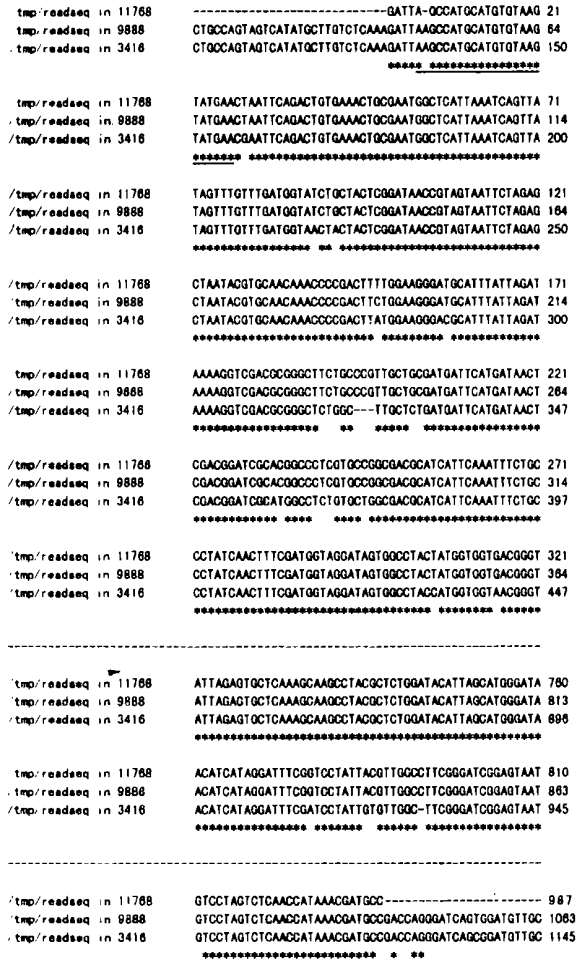 tmp/readseq in 11768 -----------------------------GATTA-GCCATGCATGTGTAAG 21
tmp/readseq in 9888 CTGCCAGTAGTCATATGCTTGTCTCAAAGATTAAGCCATGCATGTGTAAG 64
/tmp/readseq in 3416 CTGCCAGTAGTCATATGCTTGTCTCAAAGATTAAGCCATGCATGTGTAAG 150
***** ****************
tmp/readseq in 11768 TATGAACTAATTCAGACTGTGAAACTGCGAATGGCTCATTAAATCAGTTA 71
/tmp/readseq in 9888 TATGAACTAATTCAGACTGTGAAACTGCGAATGGCTCATTAAATCAGTTA 114
/tmp/readseq in 3416 TATGAACGAATTCAGACTGTGAAACTGCGAATGGCTCATTAAATCAGTTA 200
******* ******************************************
/tmp/readseq in 11768 TAGTTTGTTTGATGGTATCTGCTACTCGGATAACCGTAGTAATTCTAGAG 121
/tmp/readseq in 9888 TAGTTTGTTTGATGGTATCTGCTACTCGGATAACCGTAGTAATTCTAGAG 164
/tmp/readseq in 3416 TAGTTTGTTTGATGGTAACTACTACTCGGATAACCGTAGTAATTCTAGAG 250
***************** ** *****************************
/tmp/readseq in 11768 CTAATACGTGCAACAAACCCCGACTTTTGGAAGGGATGCATTTATTAGAT 171
/tmp/readseq in 9888 CTAATACGTGCAACAAACCCCGACTTCTGGAAGGGATGCATTTATTAGAT 214
/tmp/readseq in 3416 CTAATACGTGCAACAAACCCCGACTTATGGAAGGGACGCATTTATTAGAT 300
************************** ********* *************
tmp/readseq in 11768 AAAAGGTCGACGCGGGCTTCTGCCCGTTGCTGCGATGATTCATGATAACT 221
/tmp/readseq in 9888 AAAAGGTCGACGCGGGCTTCTGCCCGTTGCTGCGATGATTCATGATAACT 264
/tmp/readseq in 3416 AAAAGGTCGACGCGGGCTCTGGC---TTGCTCTGATGATTCATGATAACT 347
****************** ** ***** *****************
/tmp/readseq in 11768 CGACGGATCGCACGGCCCTCGTGCCGGCGACGCATCATTCAAATTTCTGC 271
/tmp/readseq in 9888 CGACGGATCGCACGGCCCTCGTGCCGGCGACGCATCATTCAAATTTCTGC 314
/tmp/readseq in 3416 CGACGGATCGCATGGCCTCTGTGCTGGCGACGCATCATTCAAATTTCTGC 397
************ **** **** *************************
/tmp/readseq in 11768 CCTATCAACTTTCGATGGTAGGATAGTGGCCTACTATGGTGGTGACGGGT 321
/tmp/readseq in 9888 CCTATCAACTTTCGATGGTAGGATAGTGGCCTACTATGGTGGTGACGGGT 364
/tmp/readseq in 3416 CCTATCAACTTTCGATGGTAGGATAGTGGCCTACCATGGTGGTAACGGGT 447
********************************** ******** ******
/tmp/readseq in 11768 ATTAGAGTGCTCAAAGCAAGCCTACGCTCTGGATACATTAGCATGGGATA 760
/tmp/readseq in 9888 ATTAGAGTGCTCAAAGCAAGCCTACGCTCTGGATACATTAGCATGGGATA 813
/tmp/readseq in 3416 ATTAGAGTGCTCAAAGCAAGCCTACGCTCTGGATACATTAGCATGGGATA 896
**************************************************
tmp/readseq in 11768 ACATCATAGGATTTCGGTCCTATTACGTTGGCCTTCGGGATCGGAGTAAT 810
/tmp/readseq in 9888 ACATCATAGGATTTCGGTCCTATTACGTTGGCCTTCGGGATCGGAGTAAT 863
/tmp/readseq in 3416 ACATCATAGGATTTCGATCCTATTGTGTTGGC-TTCGGGATCGGAGTAAT 945
**************** ******* ****** *****************
/tmp/readseq in 11768 GTCCTAGTCTCAACCATAAACGATGCC----------------------- 987
/tmp/readseq in 9888 GTCCTAGTCTCAACCATAAACGATGCCGACCAGGGATCAGTGGATGTTGC 1063
/tmp/readseq in 3416 GTCCTAGTCTCAACCATAAACGATGCCGACCAGGGATCAGCGGATGTTGC 1145
************************* * **